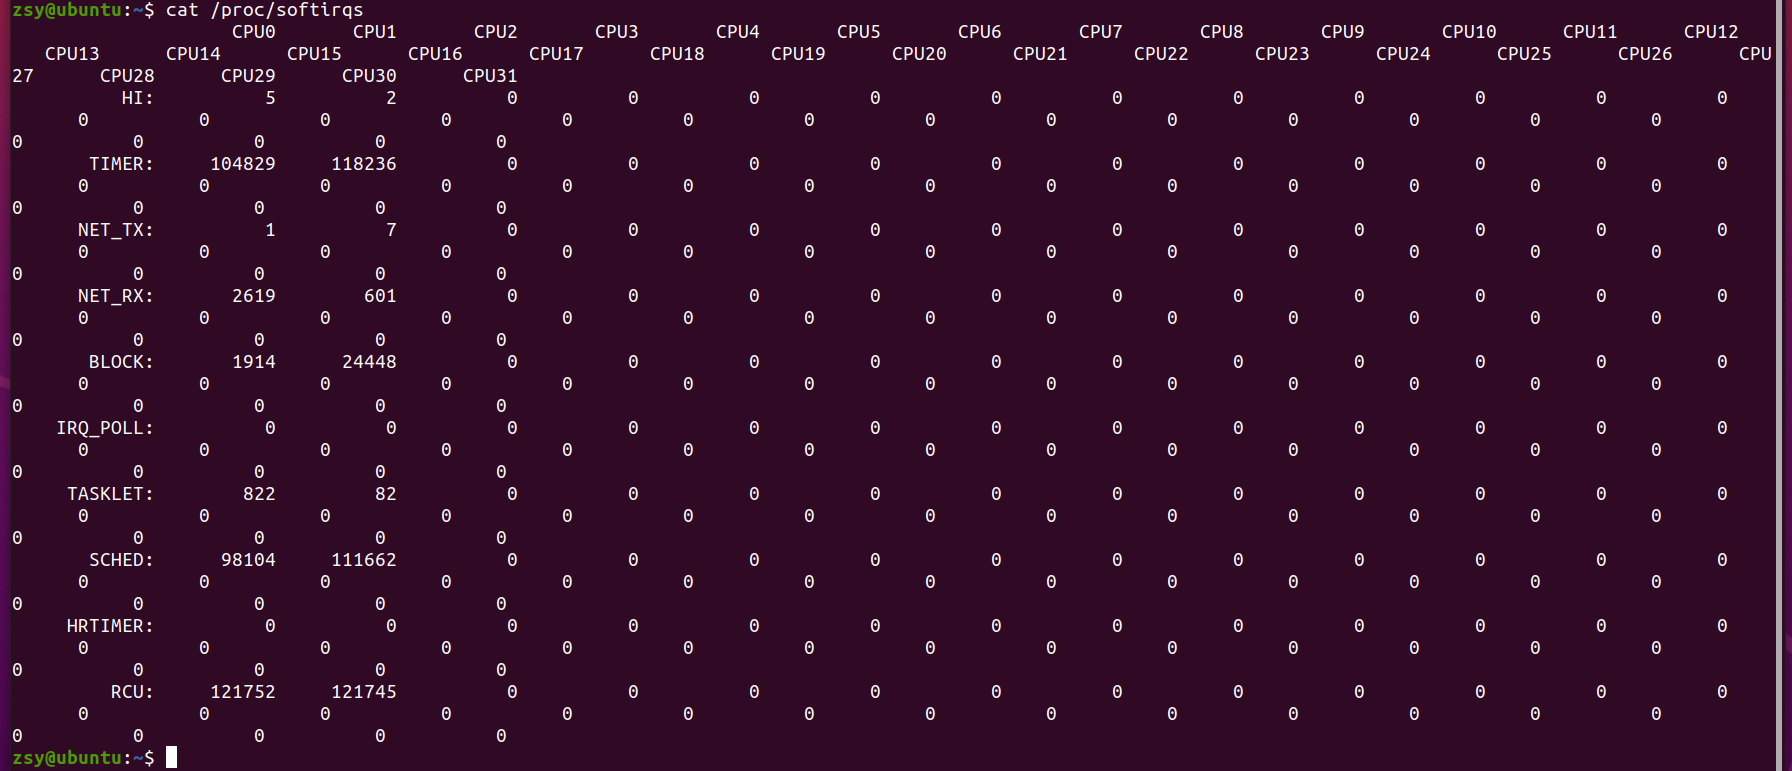 zsy@ubuntu:~$ cat /proc/softirqs
                    CPU0       CPU1       CPU2       CPU3       CPU4       CPU5       CPU6       CPU7       CPU8       CPU9       CPU10      CPU11      CPU12
   CPU13      CPU14      CPU15      CPU16      CPU17      CPU18      CPU19      CPU20      CPU21      CPU22      CPU23      CPU24      CPU25      CPU26      CPU
27      CPU28      CPU29      CPU30      CPU31
          HI:          5          2          0          0          0          0          0          0          0          0          0          0          0
      0          0          0          0          0          0          0          0          0          0          0          0          0          0
0          0          0          0          0
       TIMER:     104829     118236          0          0          0          0          0          0          0          0          0          0          0
      0          0          0          0          0          0          0          0          0          0          0          0          0          0
0          0          0          0          0
      NET_TX:          1          7          0          0          0          0          0          0          0          0          0          0          0
      0          0          0          0          0          0          0          0          0          0          0          0          0          0
0          0          0          0          0
      NET_RX:       2619        601          0          0          0          0          0          0          0          0          0          0          0
      0          0          0          0          0          0          0          0          0          0          0          0          0          0
0          0          0          0          0
       BLOCK:       1914      24448          0          0          0          0          0          0          0          0          0          0          0
      0          0          0          0          0          0          0          0          0          0          0          0          0          0
0          0          0          0          0
    IRQ_POLL:          0          0          0          0          0          0          0          0          0          0          0          0          0
      0          0          0          0          0          0          0          0          0          0          0          0          0          0
0          0          0          0          0
     TASKLET:        822         82          0          0          0          0          0          0          0          0          0          0          0
      0          0          0          0          0          0          0          0          0          0          0          0          0          0
0          0          0          0          0
       SCHED:      98104     111662          0          0          0          0          0          0          0          0          0          0          0
      0          0          0          0          0          0          0          0          0          0          0          0          0          0
0          0          0          0          0
     HRTIMER:          0          0          0          0          0          0          0          0          0          0          0          0          0
      0          0          0          0          0          0          0          0          0          0          0          0          0          0
0          0          0          0          0
         RCU:     121752     121745          0          0          0          0          0          0          0          0          0          0          0
      0          0          0          0          0          0          0          0          0          0          0          0          0          0
0          0          0          0          0
zsy@ubuntu:~$